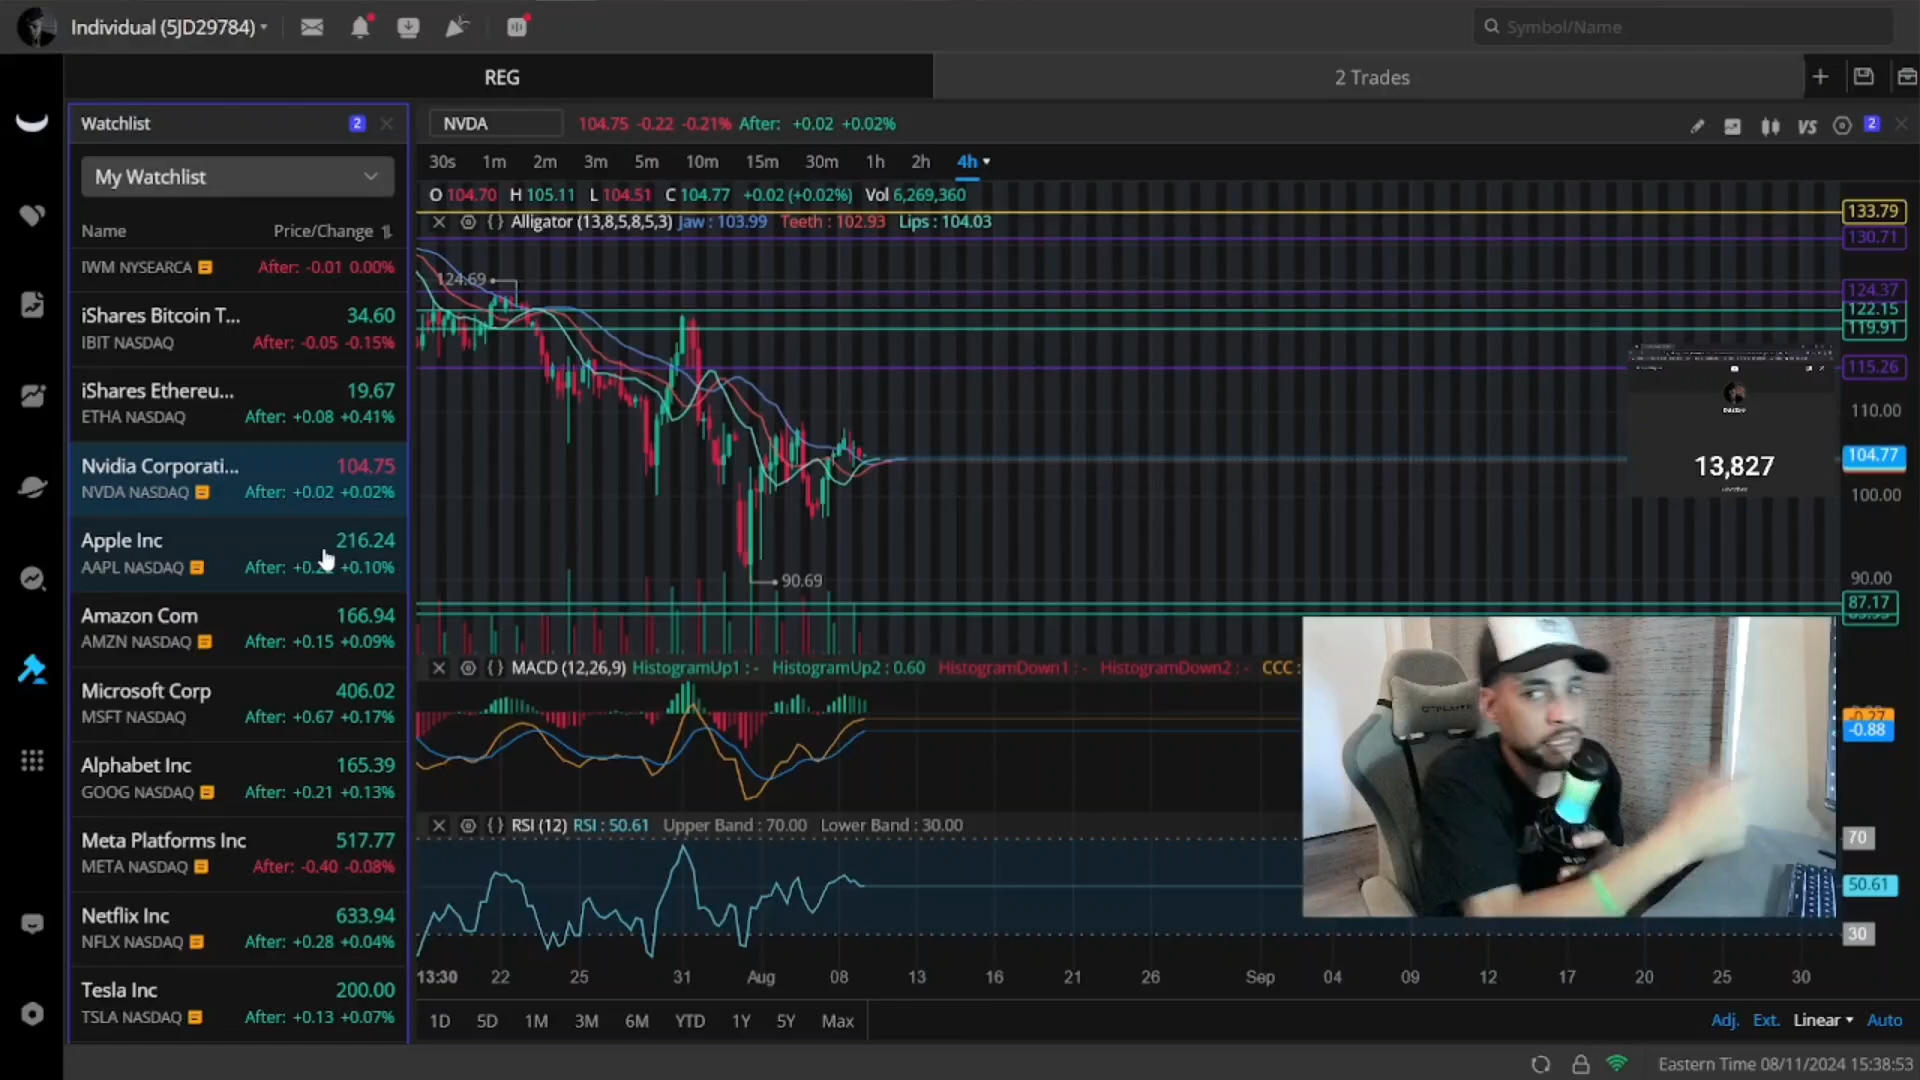 Individual (5JD29784)
Symbol/Name
REG
2 Trades
Watchlist
2
My Watchlist
Name Price/Change
IWM NYSEARCA After: -0.01 0.00%
iShares Bitcoin T... 34.60
IBIT NASDAQ After: -0.05 -0.15%
iShares Ethereu... 19.67
ETHA NASDAQ After: +0.08 +0.41%
Nvidia Corporati... 104.75
NVDA NASDAQ After: +0.02 +0.02%
Apple Inc 216.24
AAPL NASDAQ After: +0.10%
Amazon Com 166.94
AMZN NASDAQ After: +0.15 +0.09%
Microsoft Corp 406.02
MSFT NASDAQ After: +0.67 +0.17%
Alphabet Inc 165.39
GOOG NASDAQ After: +0.21 +0.13%
Meta Platforms Inc 517.77
META NASDAQ After: -0.40 -0.08%
Netflix Inc 633.94
NFLX NASDAQ After: +0.28 +0.04%
Tesla Inc 200.00
TSLA NASDAQ After: +0.13 +0.07%
NVDA 104.75 -0.22 -0.21% After: +0.02 +0.02%
VS 2
30s 1m 2m 3m 5m 10m 15m 30m 1h 2h 4h
O 104.70 H 105.11 L 104.51 C 104.77 +0.02 (+0.02%) Vol 6,269,360
Alligator (13,8,5,8,5,3) Jaw : 103.99 Teeth : 102.93 Lips : 104.03
124.69
90.69
133.79
130.71
124.37
122.15
119.91
115.26
110.00
104.77
100.00
90.00
87.17
13,827
MACD (12,26,9) HistogramUp1 : - HistogramUp2 : 0.60 HistogramDown1 : - HistogramDown2 : - CCC :
-0.88
RSI (12) RSI : 50.61 Upper Band : 70.00 Lower Band : 30.00
70
50.61
30
13:30 22 25 31 Aug 08 13 16 21 26 Sep 04 09 12 17 20 25 30
1D 5D 1M 3M 6M YTD 1Y 5Y Max
Adj. Ext. Linear Auto
Eastern Time 08/11/2024 15:38:53